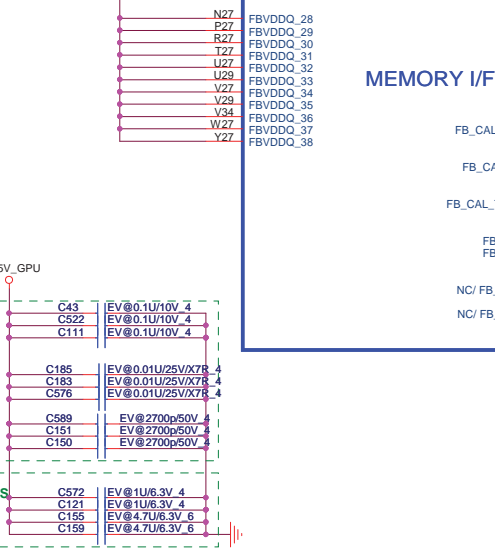 N27 FBVDDQ_28
P27 FBVDDQ_29
R27 FBVDDQ_30
T27 FBVDDQ_31
U27 FBVDDQ_32
U29 FBVDDQ_33
V27 FBVDDQ_34
V29 FBVDDQ_35
V34 FBVDDQ_36
W27 FBVDDQ_37
Y27 FBVDDQ_38
MEMORY I/F
FB_CAL
FB_CA
FB_CAL_
FB
FB
NC/ FB_
NC/ FB_
5V_GPU
C43 EV@0.1U/10V_4
C522 EV@0.1U/10V_4
C111 EV@0.1U/10V_4
C185 EV@0.01U/25V/X7R_4
C183 EV@0.01U/25V/X7R_4
C576 EV@0.01U/25V/X7R_4
C589 EV@2700p/50V_4
C151 EV@2700p/50V_4
C150 EV@2700p/50V_4
S
C572 EV@1U/6.3V_4
C121 EV@1U/6.3V_4
C155 EV@4.7U/6.3V_6
C159 EV@4.7U/6.3V_6